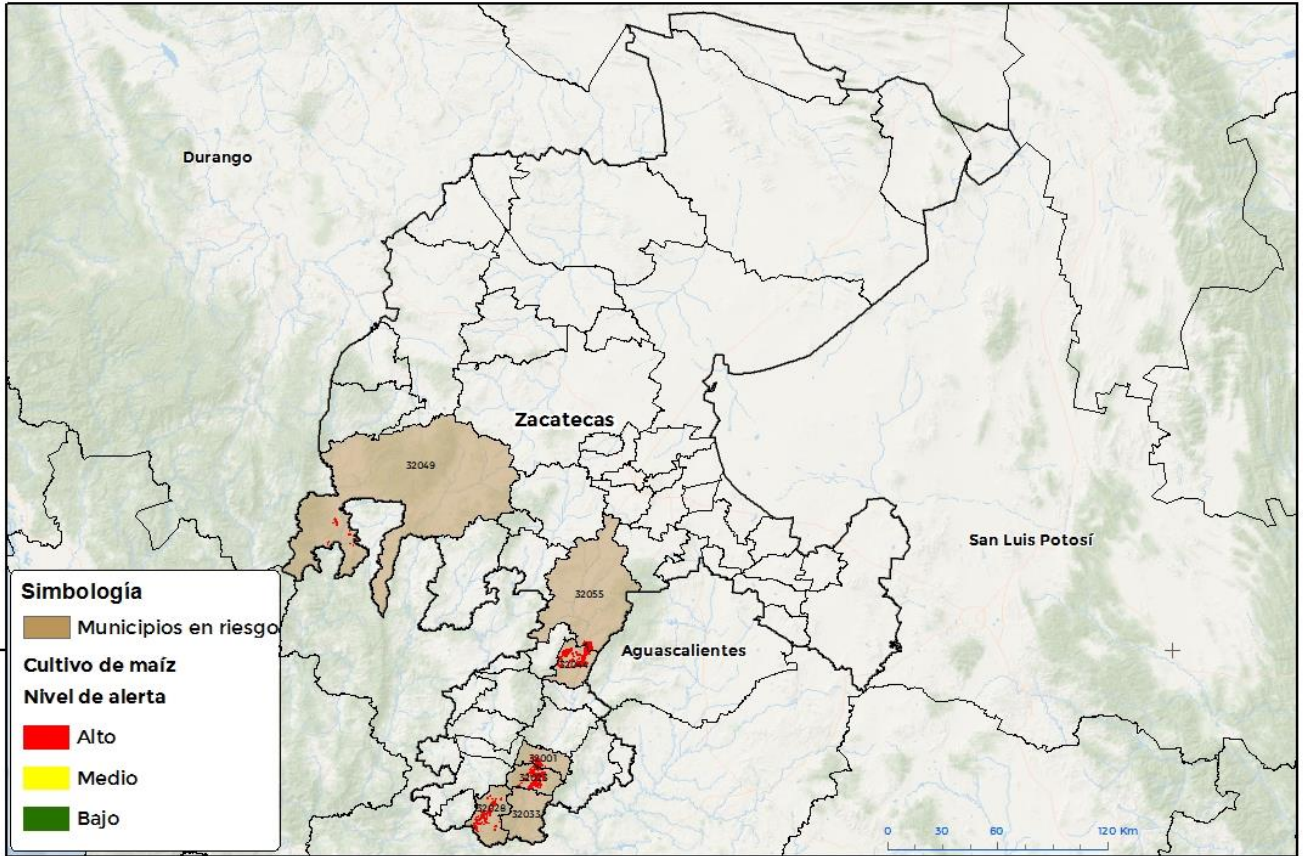 Durango
Zacatecas
32049
San Luis Potosí
32055
Aguascalientes
32001
32028
32033
Simbología
Municipios en riesgo
Cultivo de maíz
Nivel de alerta
Alto
Medio
Bajo
0 30 60 120 Km